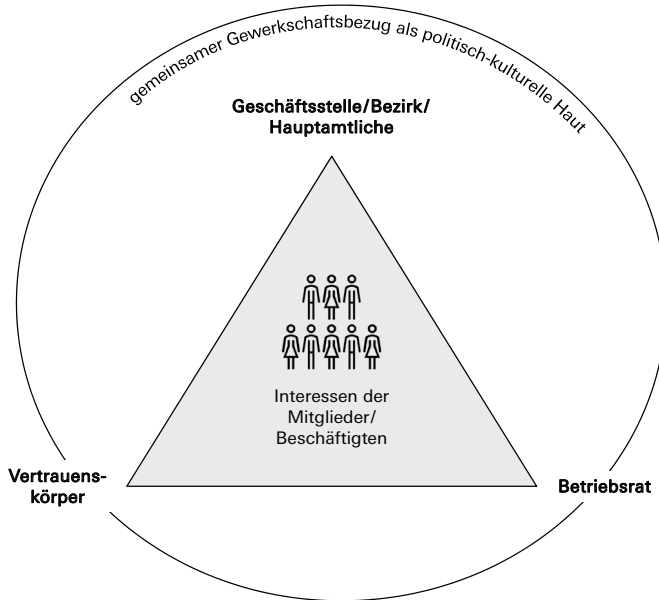 gemeinsamer Gewerkschaftsbezug als politisch-kulturelle Haut
Geschäftsstelle/Bezirk/
Hauptamtliche
Interessen der
Mitglieder/
Beschäftigten
Vertrauens-
körper
Betriebsrat